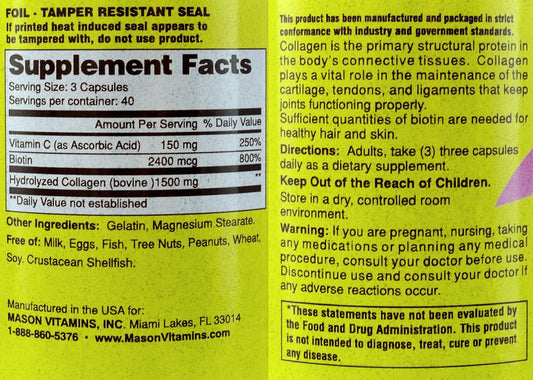 FOIL - TAMPER RESISTANT SEAL
If printed heat induced seal appears to
be tampered with, do not use product.
Supplement Facts
Serving Size: 3 Capsules
Servings per container: 40
Amount Per Serving % Daily Value
Vitamin C (as Ascorbic Acid) 150 mg 250%
Biotin 2400 mcg 800%
Hydrolyzed Collagen (bovine )1500 mg **
**Daily Value not established
Other Ingredients: Gelatin, Magnesium Stearate.
Free of: Milk, Eggs, Fish, Tree Nuts, Peanuts, Wheat,
Soy. Crustacean Shellfish.
Manufactured in the USA for:
MASON VITAMINS, INC. Miami Lakes, FL 33014
1-888-860-5376 • www.MasonVitamins.com
This product has been manufactured and packaged in strict
conformance with industry and government standards.
Collagen is the primary structural protein in
the body's connective tissues. Collagen
plays a vital role in the maintenance of the
cartilage, tendons, and ligaments that keep
joints functioning properly.
Sufficient quantities of biotin are needed for
healthy hair and skin.
Directions: Adults, take (3) three capsules
daily as a dietary supplement.
Keep Out of the Reach of Children.
Store in a dry, controlled room
environment.
Warning: If you are pregnant, nursing, taking
any medications or planning any medical
procedure, consult your doctor before use.
Discontinue use and consult your doctor if
any adverse reactions occur.
*These statements have not been evaluated by
the Food and Drug Administration. This product
is not intended to diagnose, treat, cure or prevent
any disease.